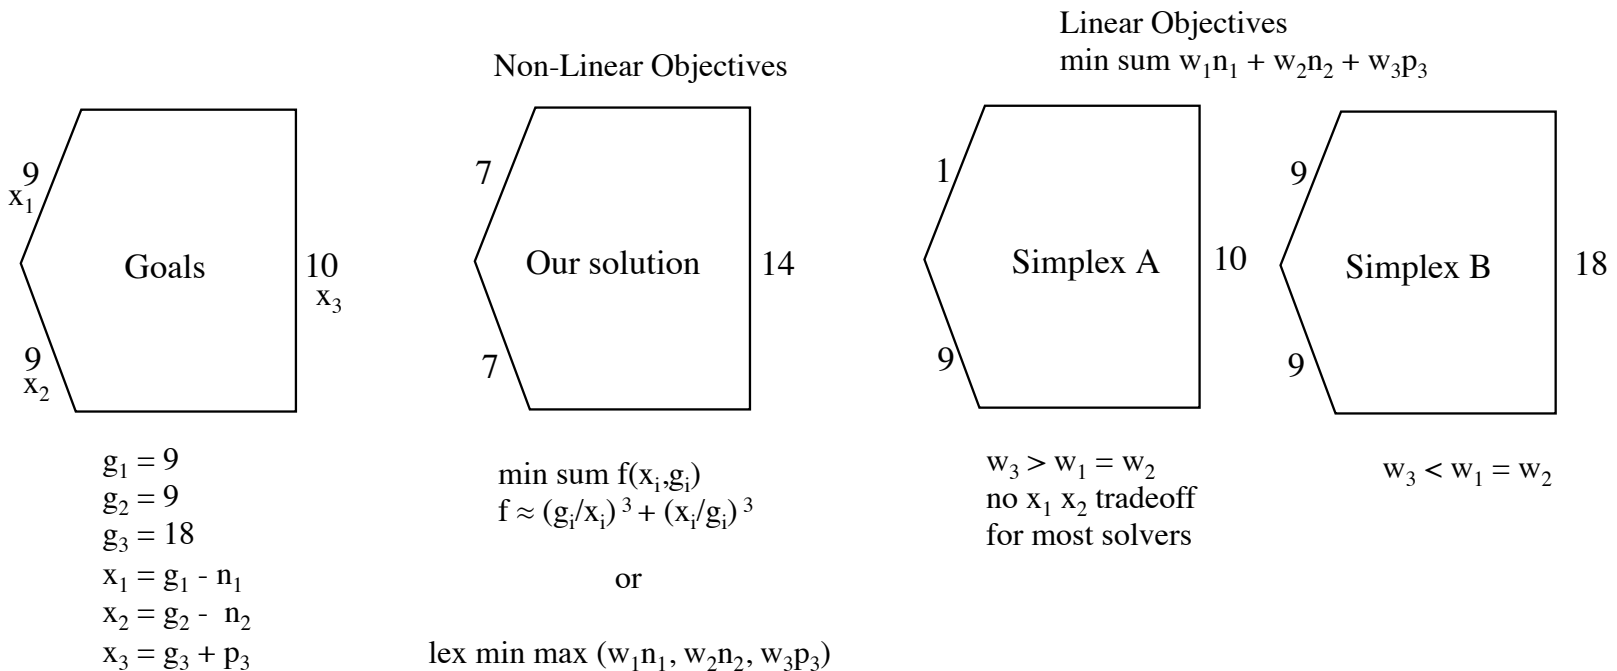 Non-Linear Objectives
Linear Objectives
min sum w₁n₁ + w₂n₂ + w₃p₃
9
x₁
Goals
10
x₃
9
x₂
g₁ = 9
g₂ = 9
g₃ = 18
x₁ = g₁ - n₁
x₂ = g₂ - n₂
x₃ = g₃ + p₃
7
Our solution
14
7
min sum f(xᵢ,gᵢ)
f ≈ (gᵢ/xᵢ)³ + (xᵢ/gᵢ)³
or
lex min max (w₁n₁, w₂n₂, w₃p₃)
1
Simplex A
10
9
w₃ > w₁ = w₂
no x₁ x₂ tradeoff
for most solvers
9
Simplex B
18
9
w₃ < w₁ = w₂